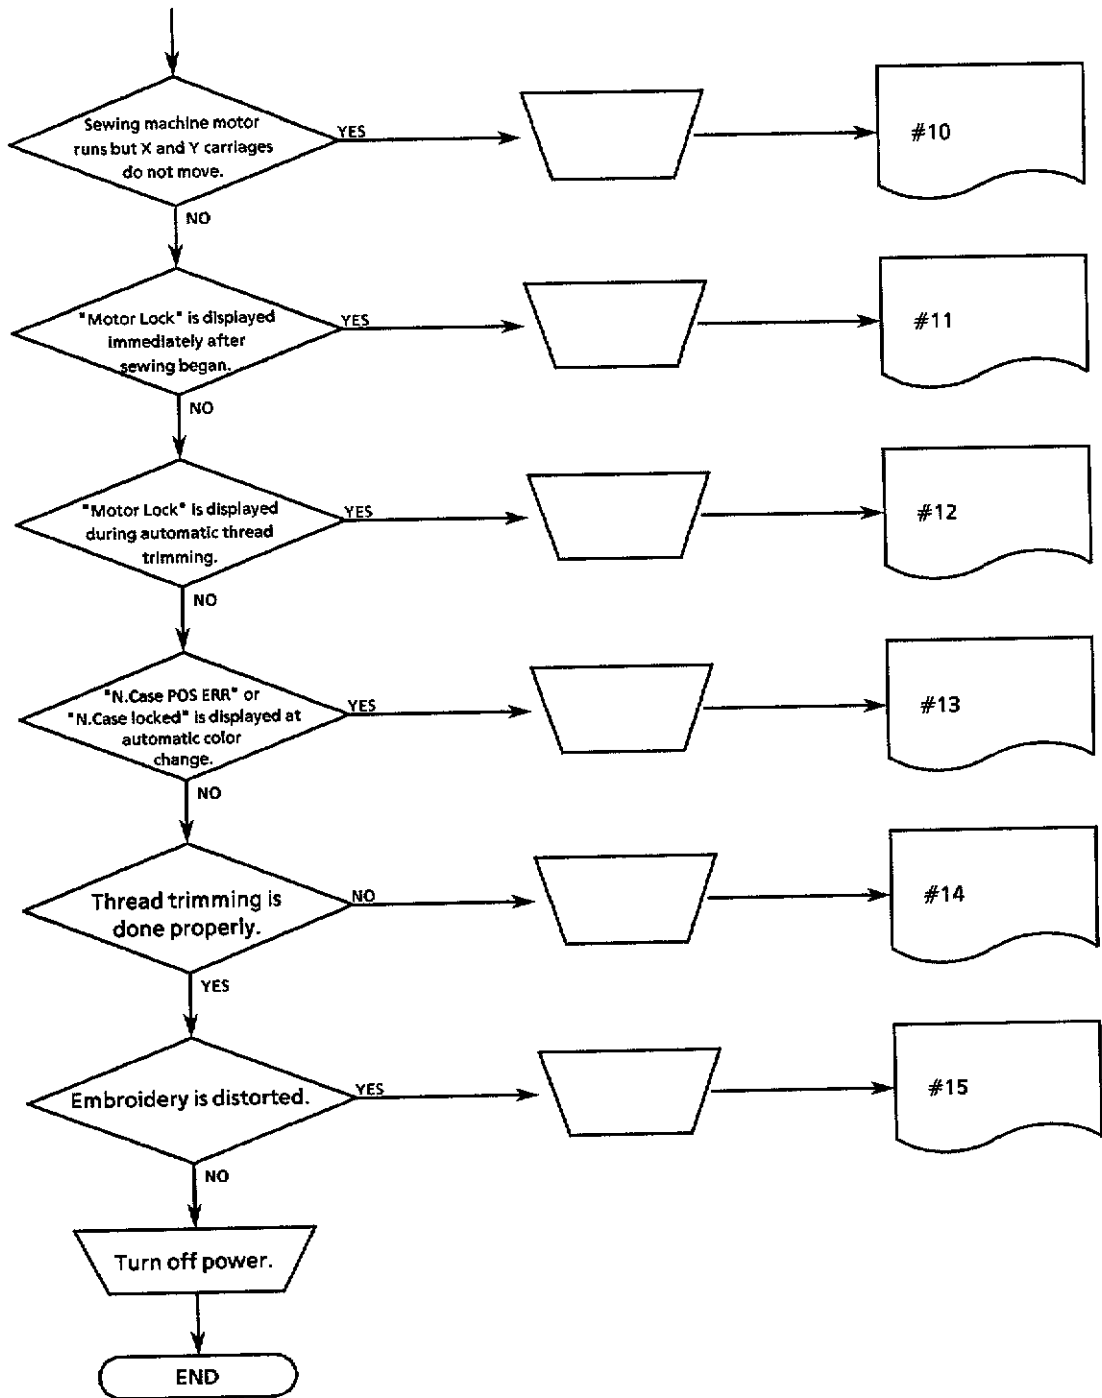 Sewing machine motor
runs but X and Y carriages
do not move.
YES
#10
NO
"Motor Lock" is displayed
immediately after
sewing began.
YES
#11
NO
"Motor Lock" is displayed
during automatic thread
trimming.
YES
#12
NO
"N.Case POS ERR" or
"N.Case locked" is displayed at
automatic color
change.
YES
#13
NO
Thread trimming is
done properly.
NO
#14
YES
Embroidery is distorted.
YES
#15
NO
Turn off power.
END